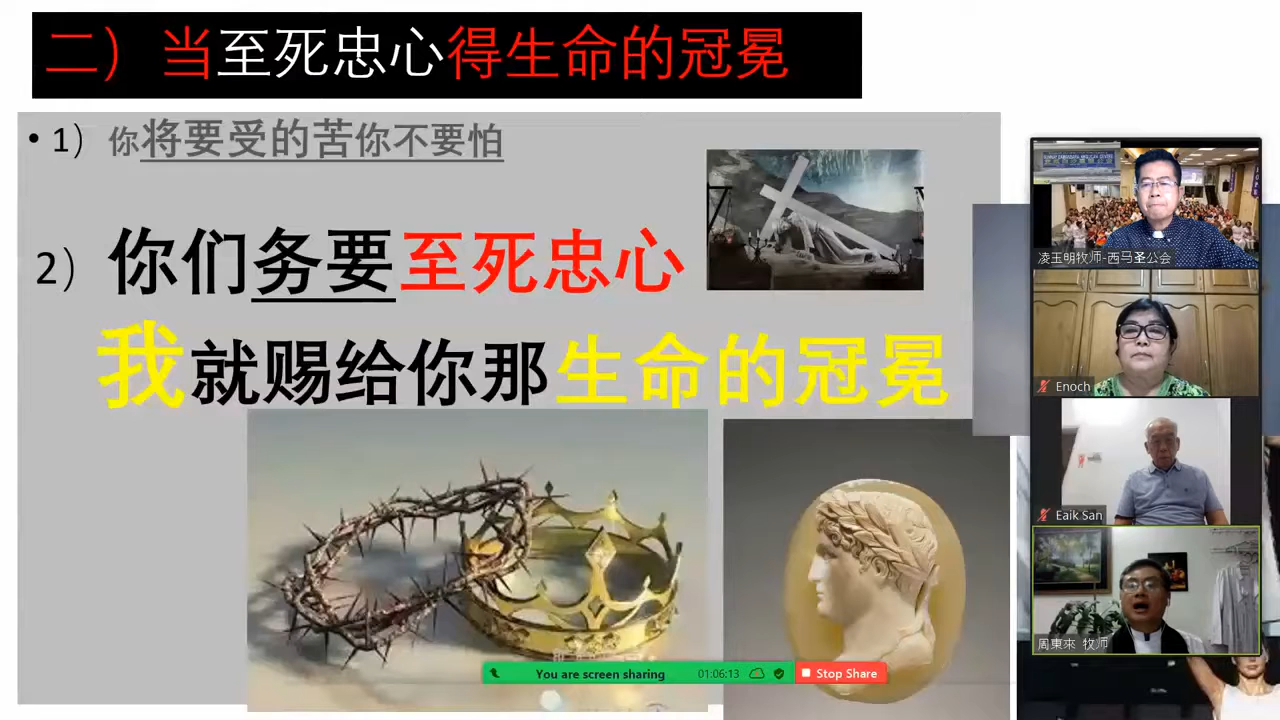 二）当至死忠心得生命的冠冕
• 1）你将要受的苦你不要怕
2）你们务要至死忠心
我就赐给你那生命的冠冕
凌玉明牧师-西马圣公会
Enoch
Eaik San
周東來 牧师
You are screen sharing
01:06:13
Stop Share